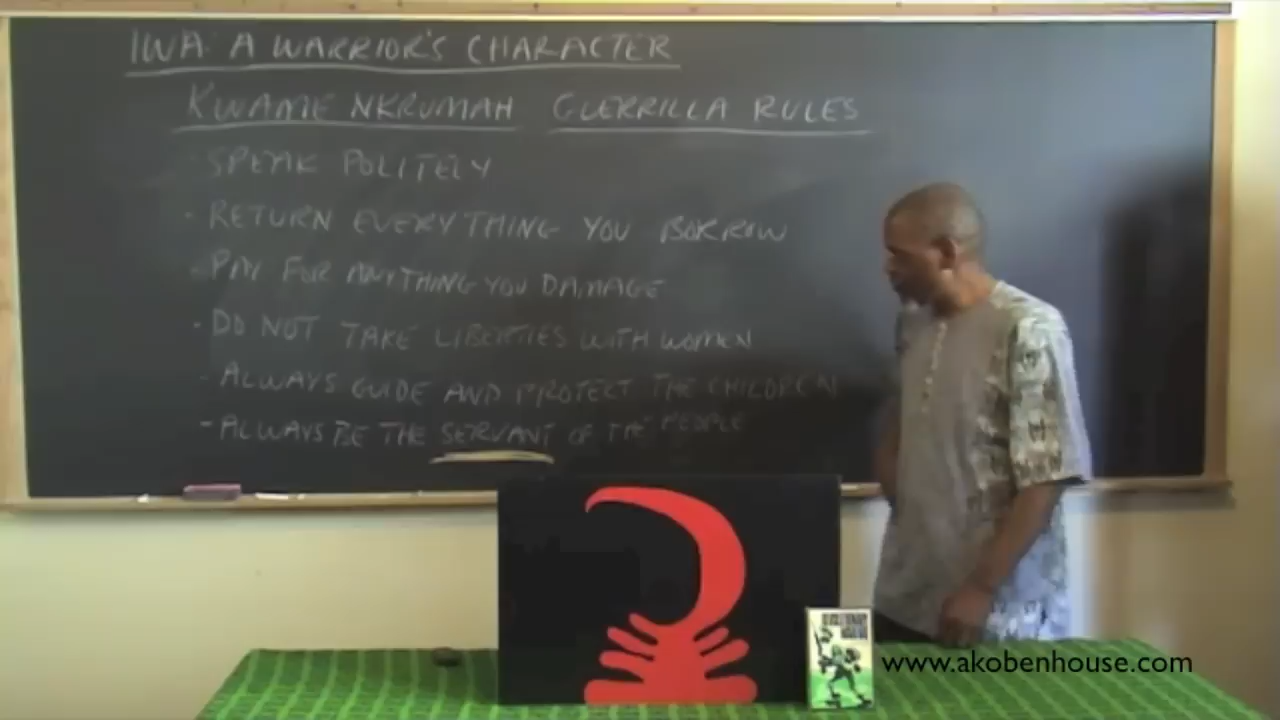 IWA: A WARRIOR'S CHARACTER
KWAME NKRUMAH GUERRILLA RULES
· SPEAK POLITELY
- RETURN EVERYTHING YOU BORROW
- PAY FOR ANYTHING YOU DAMAGE
- DO NOT TAKE LIBERTIES WITH WOMEN
- ALWAYS GUIDE AND PROTECT THE CHILDREN
- ALWAYS BE THE SERVANT OF THE PEOPLE
www.akobenhouse.com